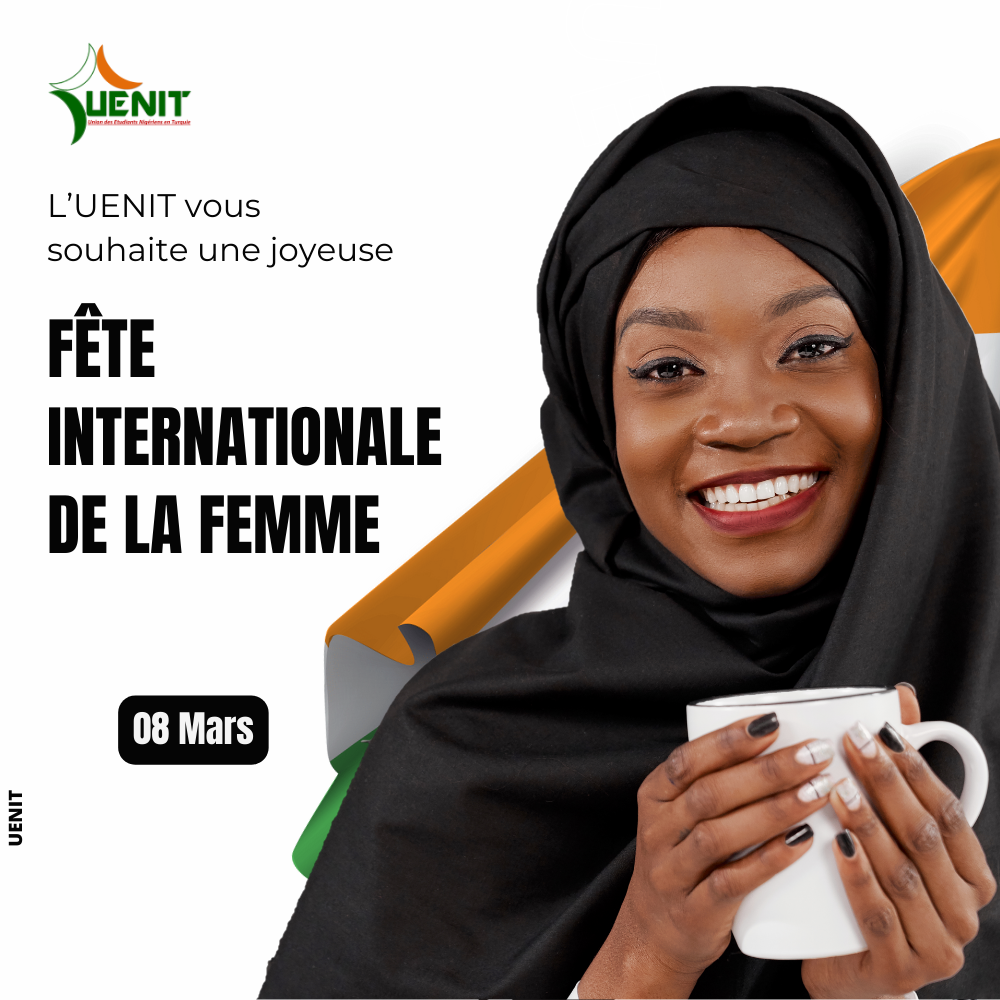 UENIT
Union des Etudiants Nigériens en Turquie
L’UENIT vous
souhaite une joyeuse
FÊTE
INTERNATIONALE
DE LA FEMME
08 Mars
UENIT